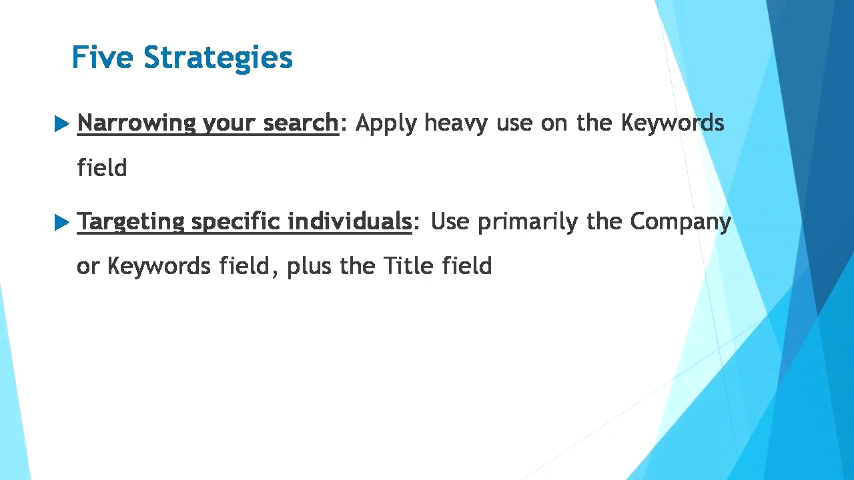 Five Strategies
Narrowing your search: Apply heavy use on the Keywords
field
Targeting specific individuals: Use primarily the Company
or Keywords field, plus the Title field